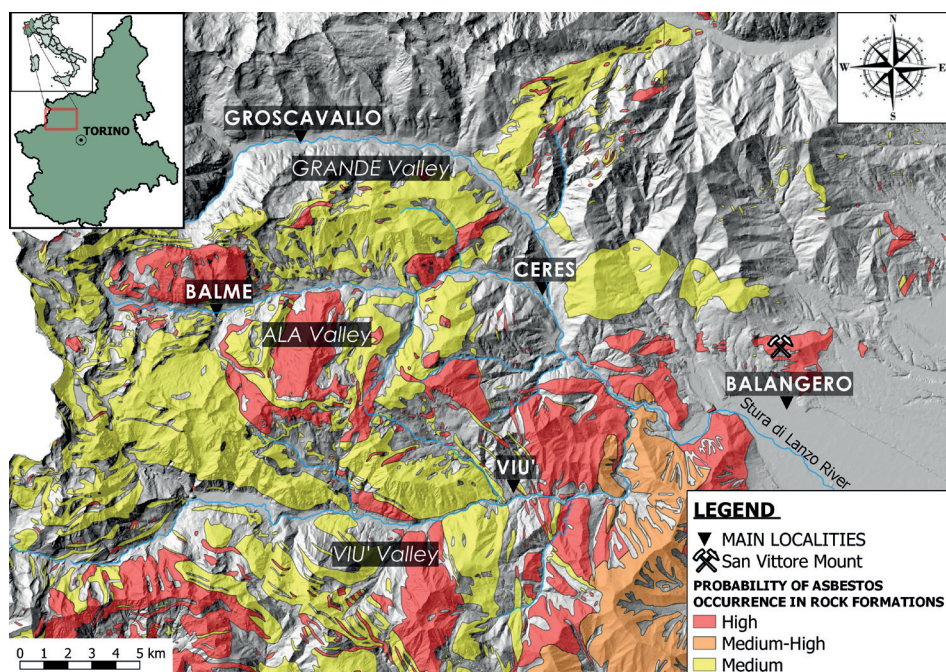 TORINO
N
W
E
S
GROSCAVALLO
GRANDE Valley
CERES
BALME
ALA Valley
BALANGERO
Stura di Lanzo River
VIU'
VIU' Valley
LEGEND
MAIN LOCALITIES
San Vittore Mount
PROBABILITY OF ASBESTOS
OCCURRENCE IN ROCK FORMATIONS
High
Medium-High
Medium
0 1 2 3 4 5 km